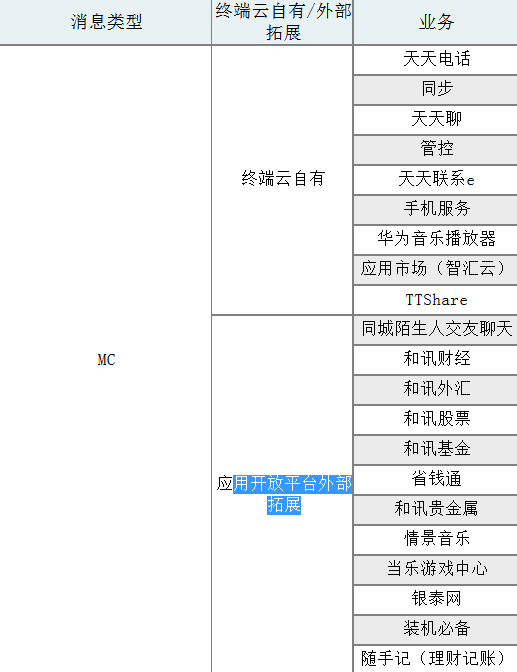 消息类型
终端云自有/外部
拓展
业务
MC
终端云自有
天天电话
同步
天天聊
管控
天天联系e
手机服务
华为音乐播放器
应用市场（智汇云）
TTShare
应用开放平台外部
拓展
同城陌生人交友聊天
和讯财经
和讯外汇
和讯股票
和讯基金
省钱通
和讯贵金属
情景音乐
当乐游戏中心
银泰网
装机必备
随手记（理财记账）